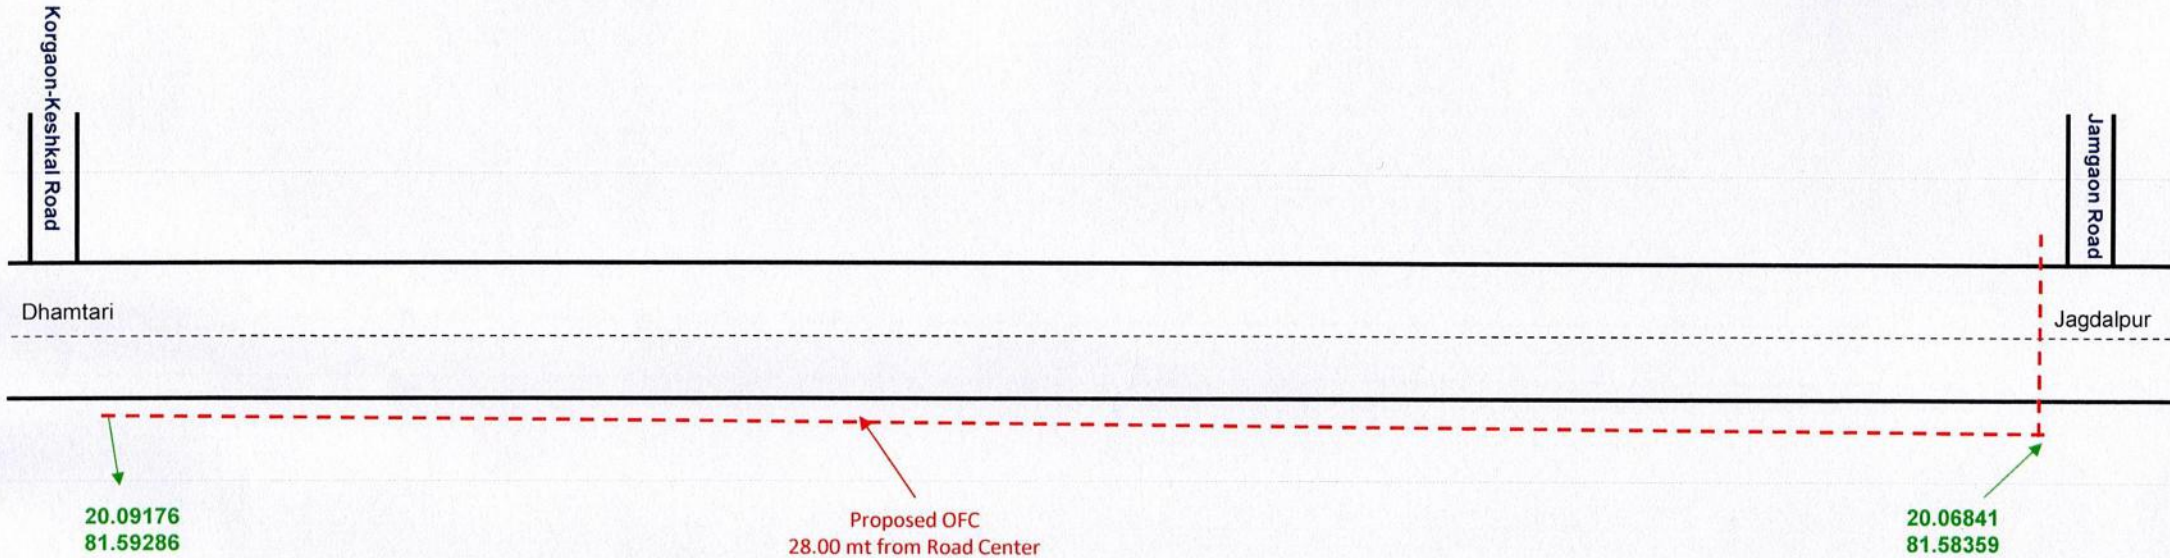 Korgaon-Keshkal Road
Jamgaon Road
Dhamtari
Jagdalpur
20.09176
81.59286
Proposed OFC
28.00 mt from Road Center
20.06841
81.58359